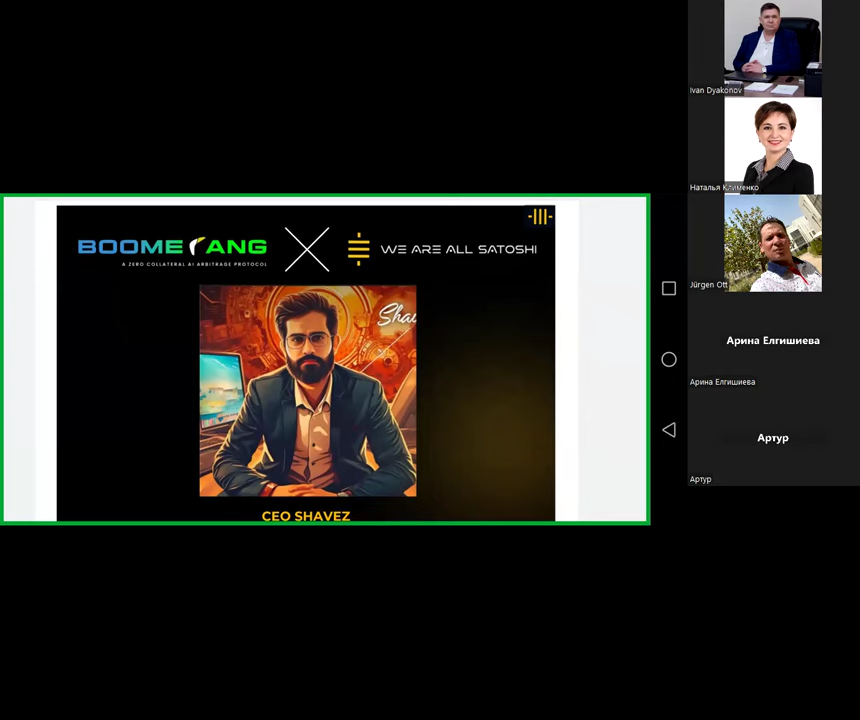 BOOMERANG
A ZERO COLLATERAL AI ARBITRAGE PROTOCOL
WE ARE ALL SATOSHI
CEO SHAVEZ
Ivan Dyakonov
Наталья Клименко
Jürgen Ott
Арина Елгишиева
Арина Елгишиева
Артур
Артур